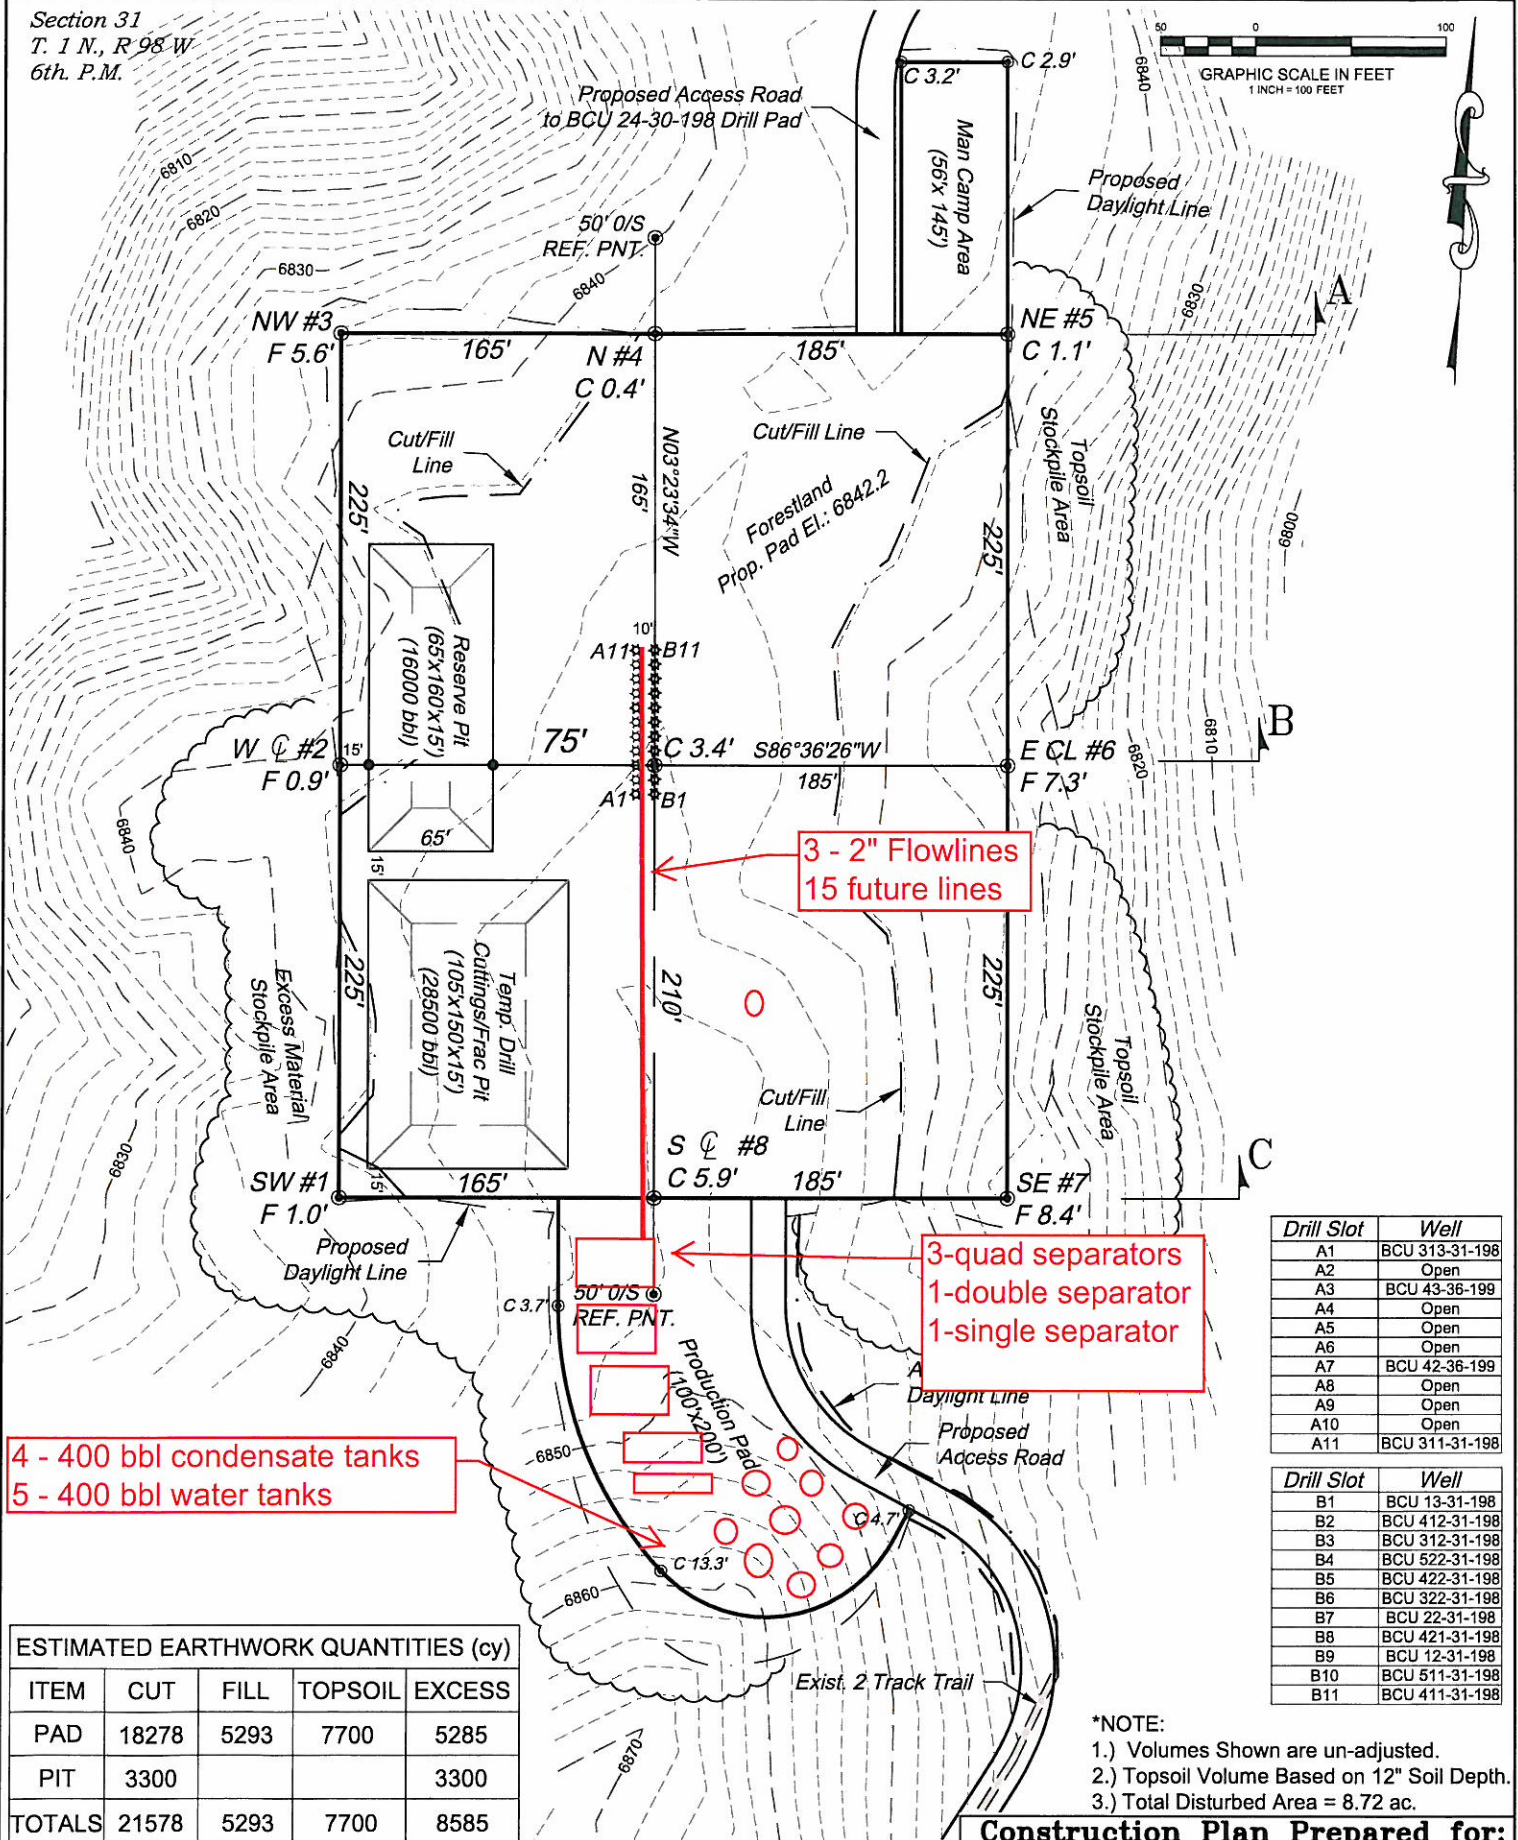 Section 31
T. 1 N., R 98 W
6th. P.M.
50 0 100
GRAPHIC SCALE IN FEET
1 INCH = 100 FEET
C 3.2'
C 2.9'
6840
Proposed Access Road
to BCU 24-30-198 Drill Pad
Man Camp Area
(56'x 145')
Proposed
Daylight Line
6810
6820
6830
6840
6830
50' 0/S
REF. PNT.
A
NW #3
F 5.6'
165'
N #4
C 0.4'
185'
NE #5
C 1.1'
Cut/Fill
Line
Cut/Fill Line
Topsoil
Stockpile Area
225'
165'
N03°23'34"W
Forestland
Prop. Pad El.: 6842.2
225'
6800
Reserve Pit
(65'x160'x15')
(16000 bbl)
10'
A11
B11
B
W ℄ #2
F 0.9'
15'
75'
C 3.4'
S86°36'26"W
185'
E CL #6
F 7.3'
6810
6820
A1
B1
6840
65'
15'
3 - 2" Flowlines
15 future lines
225'
Temp. Drill
Cuttings/Frac Pit
(105'x150'x15')
(28500 bbl)
210'
225'
Excess Material
Stockpile Area
Topsoil
Stockpile Area
Cut/Fill
Line
6830
C
S ℄ #8
C 5.9'
SW #1
F 1.0'
15'
165'
185'
SE #7
F 8.4'
Proposed
Daylight Line
3-quad separators
1-double separator
1-single separator
C 3.7'
50' 0/S
REF. PNT.
6840
Production Pad
(100'x200')
A
Daylight Line
Proposed
Access Road
4 - 400 bbl condensate tanks
5 - 400 bbl water tanks
6850
C 4.7'
C 13.3'
6860
Exist. 2 Track Trail
6870
Drill Slot Well
A1 BCU 313-31-198
A2 Open
A3 BCU 43-36-199
A4 Open
A5 Open
A6 Open
A7 BCU 42-36-199
A8 Open
A9 Open
A10 Open
A11 BCU 311-31-198
Drill Slot Well
B1 BCU 13-31-198
B2 BCU 412-31-198
B3 BCU 312-31-198
B4 BCU 522-31-198
B5 BCU 422-31-198
B6 BCU 322-31-198
B7 BCU 22-31-198
B8 BCU 421-31-198
B9 BCU 12-31-198
B10 BCU 511-31-198
B11 BCU 411-31-198
ESTIMATED EARTHWORK QUANTITIES (cy)
ITEM CUT FILL TOPSOIL EXCESS
PAD 18278 5293 7700 5285
PIT 3300 3300
TOTALS 21578 5293 7700 8585
*NOTE:
1.) Volumes Shown are un-adjusted.
2.) Topsoil Volume Based on 12" Soil Depth.
3.) Total Disturbed Area = 8.72 ac.
Construction Plan Prepared for: